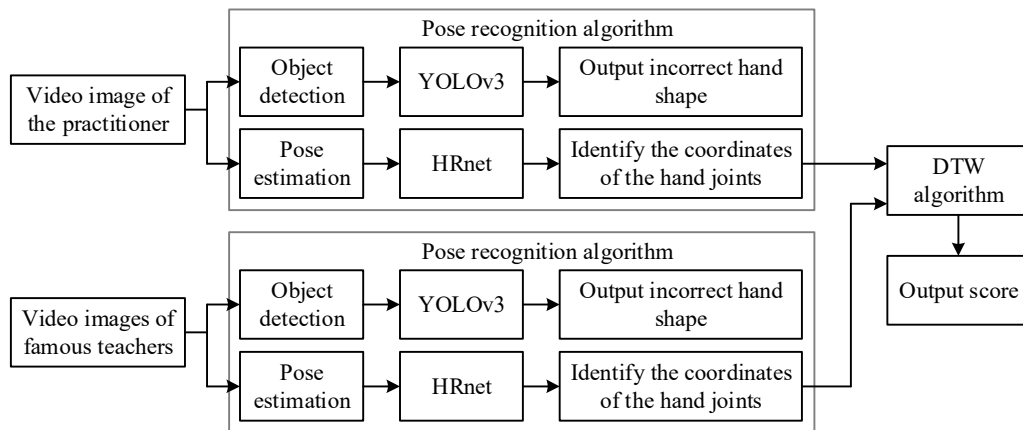 Pose recognition algorithm
Video image of
the practitioner
Object
detection
YOLOv3
Output incorrect hand
shape
Pose
estimation
HRnet
Identify the coordinates
of the hand joints
DTW
algorithm
Output score
Pose recognition algorithm
Video images of
famous teachers
Object
detection
YOLOv3
Output incorrect hand
shape
Pose
estimation
HRnet
Identify the coordinates
of the hand joints